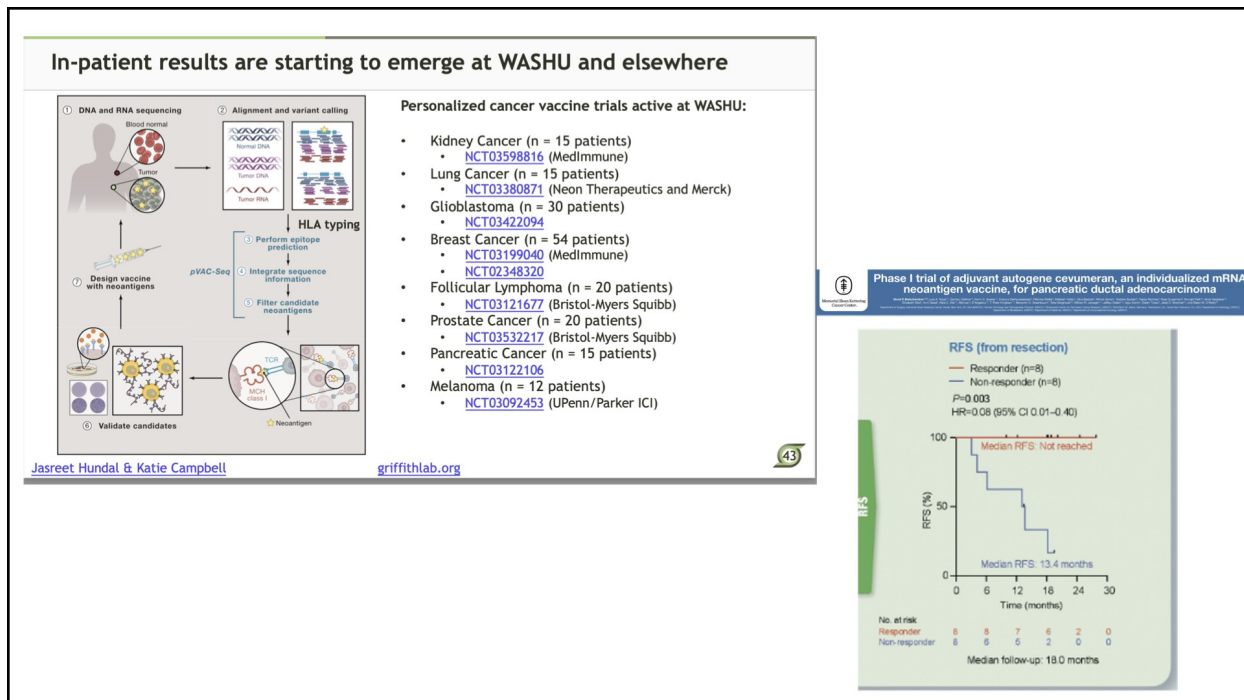 In-patient results are starting to emerge at WASHU and elsewhere
① DNA and RNA sequencing
Blood normal
Tumor
② Alignment and variant calling
Normal DNA
Tumor DNA
Tumor RNA
HLA typing
③ Perform epitope
prediction
pVAC-Seq
④ Integrate sequence
information
⑤ Filter candidate
neoantigens
TCR
MCH
class I
Neoantigen
⑥ Validate candidates
⑦ Design vaccine
with neoantigens
Personalized cancer vaccine trials active at WASHU:
• Kidney Cancer (n = 15 patients)
• NCT03598816 (MedImmune)
• Lung Cancer (n = 15 patients)
• NCT03380871 (Neon Therapeutics and Merck)
• Glioblastoma (n = 30 patients)
• NCT03422094
• Breast Cancer (n = 54 patients)
• NCT03199040 (MedImmune)
• NCT02348320
• Follicular Lymphoma (n = 20 patients)
• NCT03121677 (Bristol-Myers Squibb)
• Prostate Cancer (n = 20 patients)
• NCT03532217 (Bristol-Myers Squibb)
• Pancreatic Cancer (n = 15 patients)
• NCT03122106
• Melanoma (n = 12 patients)
• NCT03092453 (UPenn/Parker ICI)
Jasreet Hundal & Katie Campbell
griffithlab.org
43
Memorial Sloan Kettering
Cancer Center
Phase I trial of adjuvant autogene cevumeran, an individualized mRNA
neoantigen vaccine, for pancreatic ductal adenocarcinoma
RFS
RFS (from resection)
Responder (n=8)
Non-responder (n=8)
P=0.003
HR=0.08 (95% CI 0.01–0.40)
100
Median RFS: Not reached
50
RFS (%)
Median RFS: 13.4 months
0
0 6 12 18 24 30
Time (months)
No. at risk
Responder 8 8 7 6 2 0
Non-responder 8 6 5 2 0 0
Median follow-up: 18.0 months